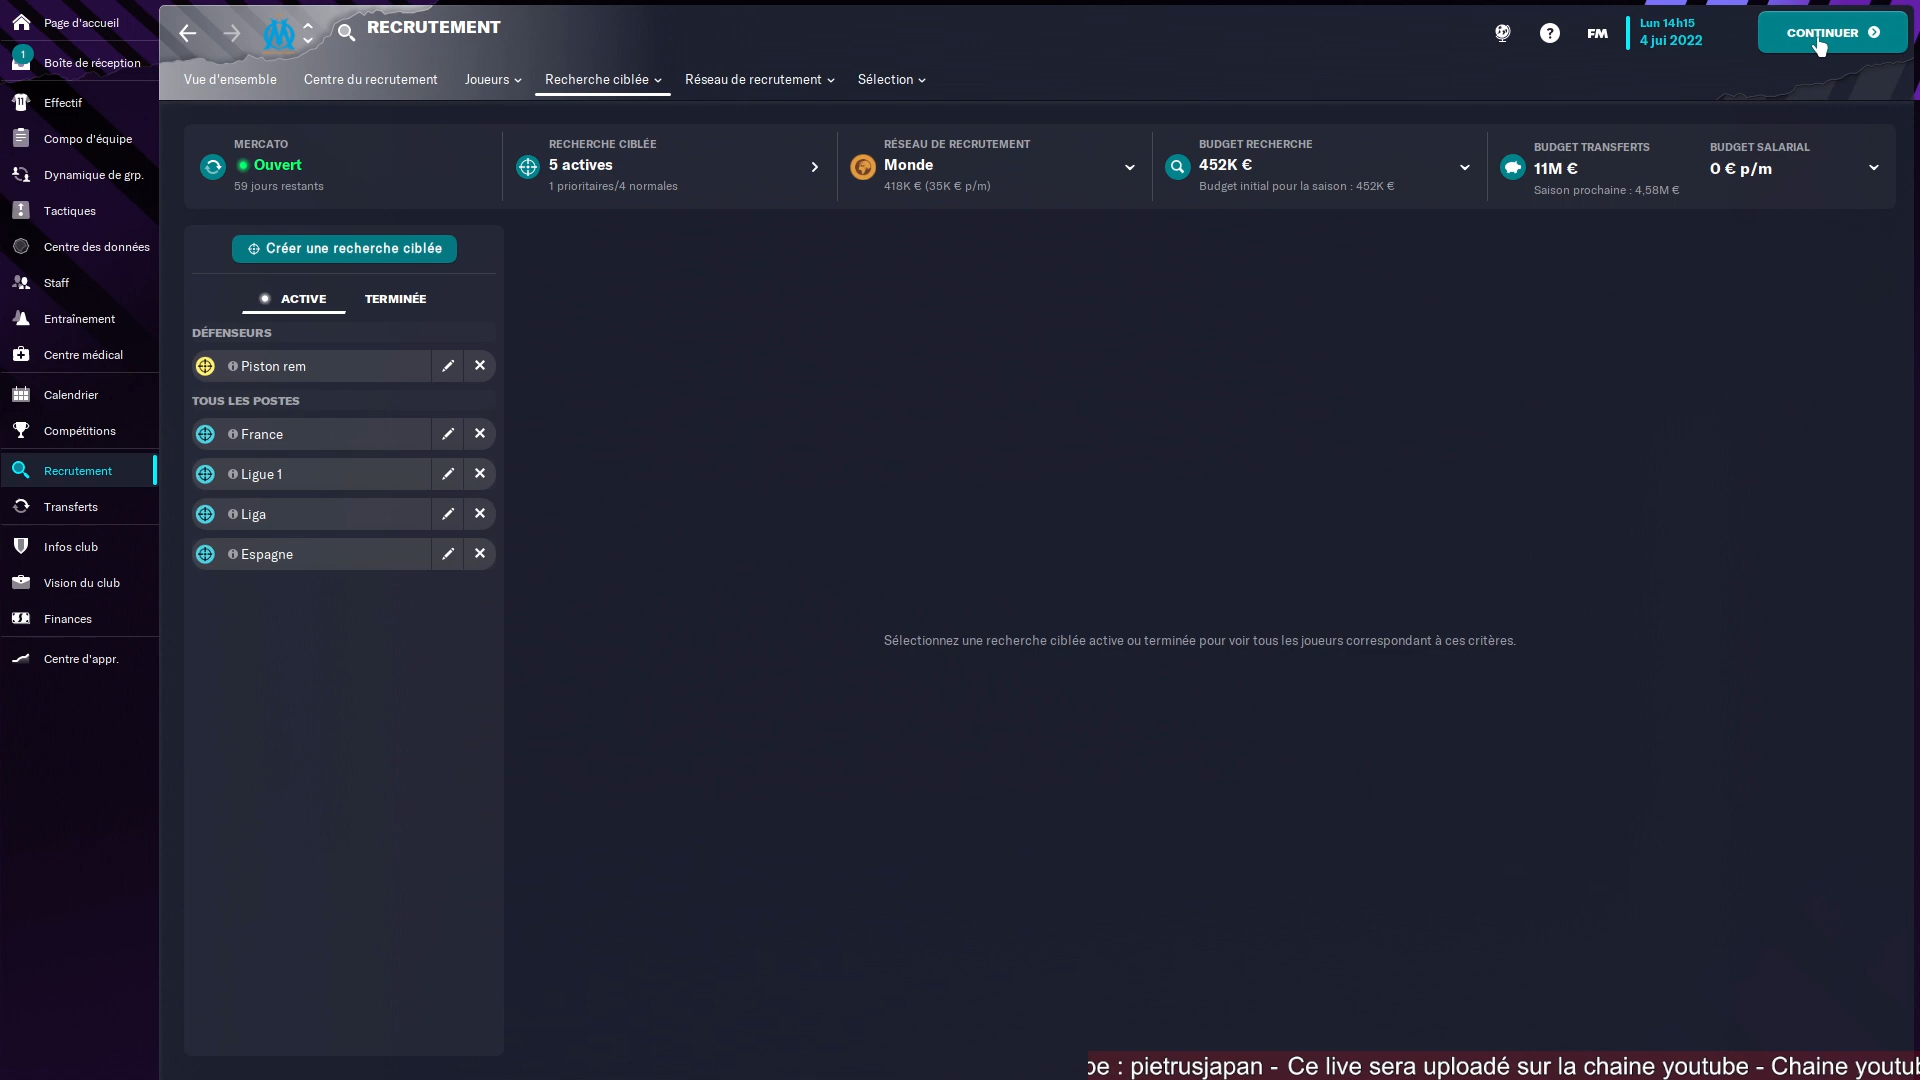 Page d'accueil
1
Boîte de réception
11
Effectif
Compo d'équipe
Dynamique de grp.
Tactiques
Centre des données
Staff
Entraînement
Centre médical
Calendrier
Compétitions
Recrutement
Transferts
Infos club
Vision du club
Finances
Centre d'appr.
RECRUTEMENT
? FM
Lun 14h15
4 jui 2022
CONTINUER
Vue d'ensemble
Centre du recrutement
Joueurs
Recherche ciblée
Réseau de recrutement
Sélection
MERCATO
Ouvert
59 jours restants
RECHERCHE CIBLÉE
5 actives
1 prioritaires/4 normales
RÉSEAU DE RECRUTEMENT
Monde
418K € (35K € p/m)
BUDGET RECHERCHE
452K €
Budget initial pour la saison : 452K €
BUDGET TRANSFERTS
11M €
Saison prochaine : 4,58M €
BUDGET SALARIAL
0 € p/m
Créer une recherche ciblée
ACTIVE
TERMINÉE
DÉFENSEURS
Piston rem
TOUS LES POSTES
France
Ligue 1
Liga
Espagne
Sélectionnez une recherche ciblée active ou terminée pour voir tous les joueurs correspondant à ces critères.
be : pietrusjapan - Ce live sera uploadé sur la chaine youtube - Chaine youtub